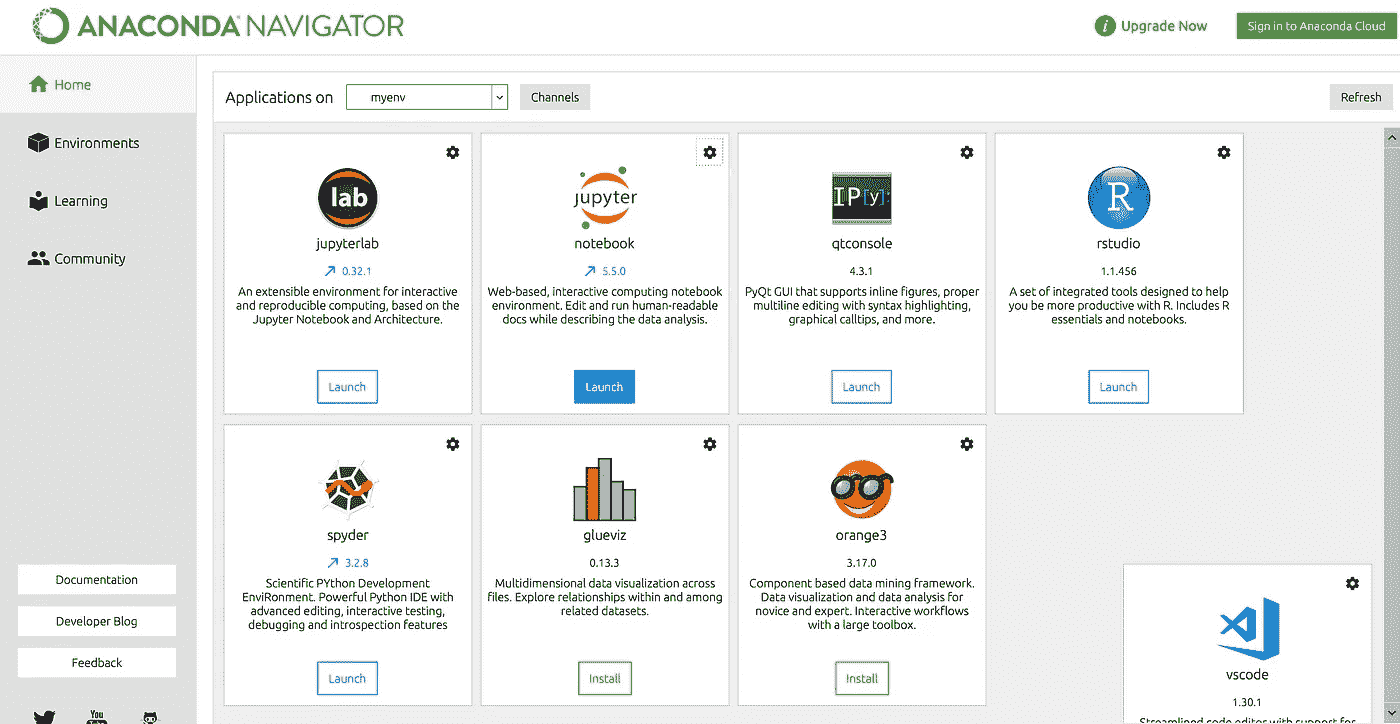 ANACONDA NAVIGATOR
Upgrade Now
Sign in to Anaconda Cloud
Home
Environments
Learning
Community
Documentation
Developer Blog
Feedback
You
Applications on
myenv
Channels
Refresh
lab
jupyterlab
0.32.1
An extensible environment for interactive
and reproducible computing, based on the
Jupyter Notebook and Architecture.
Launch
jupyter
notebook
5.5.0
Web-based, interactive computing notebook
environment. Edit and run human-readable
docs while describing the data analysis.
Launch
IP[y]:
qtconsole
4.3.1
PyQt GUI that supports inline figures, proper
multiline editing with syntax highlighting,
graphical calltips, and more.
Launch
R
rstudio
1.1.456
A set of integrated tools designed to help
you be more productive with R. Includes R
essentials and notebooks.
Launch
spyder
3.2.8
Scientific PYthon Development
EnviRonment. Powerful Python IDE with
advanced editing, interactive testing,
debugging and introspection features
Launch
glueviz
0.13.3
Multidimensional data visualization across
files. Explore relationships within and among
related datasets.
Install
orange3
3.17.0
Component based data mining framework.
Data visualization and data analysis for
novice and expert. Interactive workflows
with a large toolbox.
Install
vscode
1.30.1
Streamlined code editor with support for